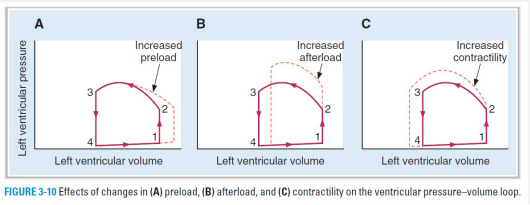 A
B
C
Increased
preload
Increased
afterload
Increased
contractility
Left ventricular pressure
3
2
1
4
3
2
1
4
3
2
1
4
Left ventricular volume
Left ventricular volume
Left ventricular volume
FIGURE 3-10 Effects of changes in (A) preload, (B) afterload, and (C) contractility on the ventricular pressure–volume loop.